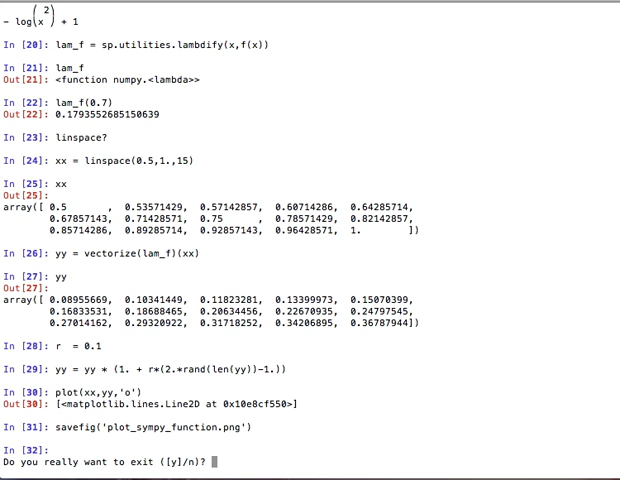 2
- log(x ) + 1
In [20]: lam_f = sp.utilities.lambdify(x,f(x))
In [21]: lam_f
Out[21]: <function numpy.<lambda>>
In [22]: lam_f(0.7)
Out[22]: 0.1793552685150639
In [23]: linspace?
In [24]: xx = linspace(0.5,1.,15)
In [25]: xx
Out[25]:
array([ 0.5       ,  0.53571429,  0.57142857,  0.60714286,  0.64285714,
0.67857143,  0.71428571,  0.75      ,  0.78571429,  0.82142857,
0.85714286,  0.89285714,  0.92857143,  0.96428571,  1.        ])
In [26]: yy = vectorize(lam_f)(xx)
In [27]: yy
Out[27]:
array([ 0.08955669,  0.10341449,  0.11823281,  0.13399973,  0.15070399,
0.16833531,  0.18688465,  0.20634456,  0.22670935,  0.24797545,
0.27014162,  0.29320922,  0.31718252,  0.34206895,  0.36787944])
In [28]: r  = 0.1
In [29]: yy = yy * (1. + r*(2.*rand(len(yy))-1.))
In [30]: plot(xx,yy,'o')
Out[30]: [<matplotlib.lines.Line2D at 0x10e8cf550>]
In [31]: savefig('plot_sympy_function.png')
In [32]:
Do you really want to exit ([y]/n)?